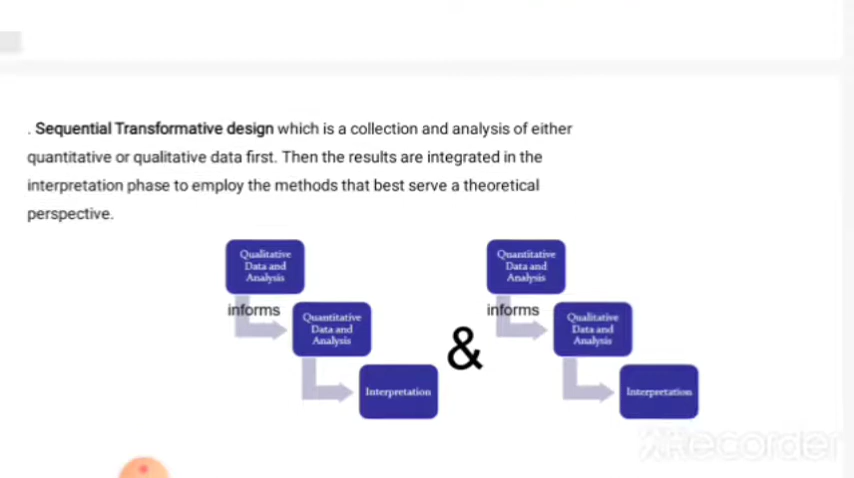 . Sequential Transformative design which is a collection and analysis of either
quantitative or qualitative data first. Then the results are integrated in the
interpretation phase to employ the methods that best serve a theoretical
perspective.
Qualitative
Data and
Analysis
informs
Quantitative
Data and
Analysis
Interpretation
&
Quantitative
Data and
Analysis
informs
Qualitative
Data and
Analysis
Interpretation
Recorder